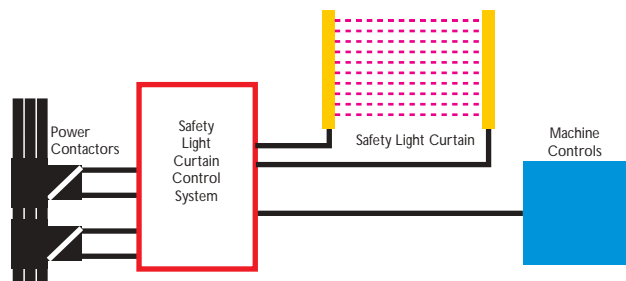 Power
Contactors
Safety
Light
Curtain
Control
System
Safety Light Curtain
Machine
Controls